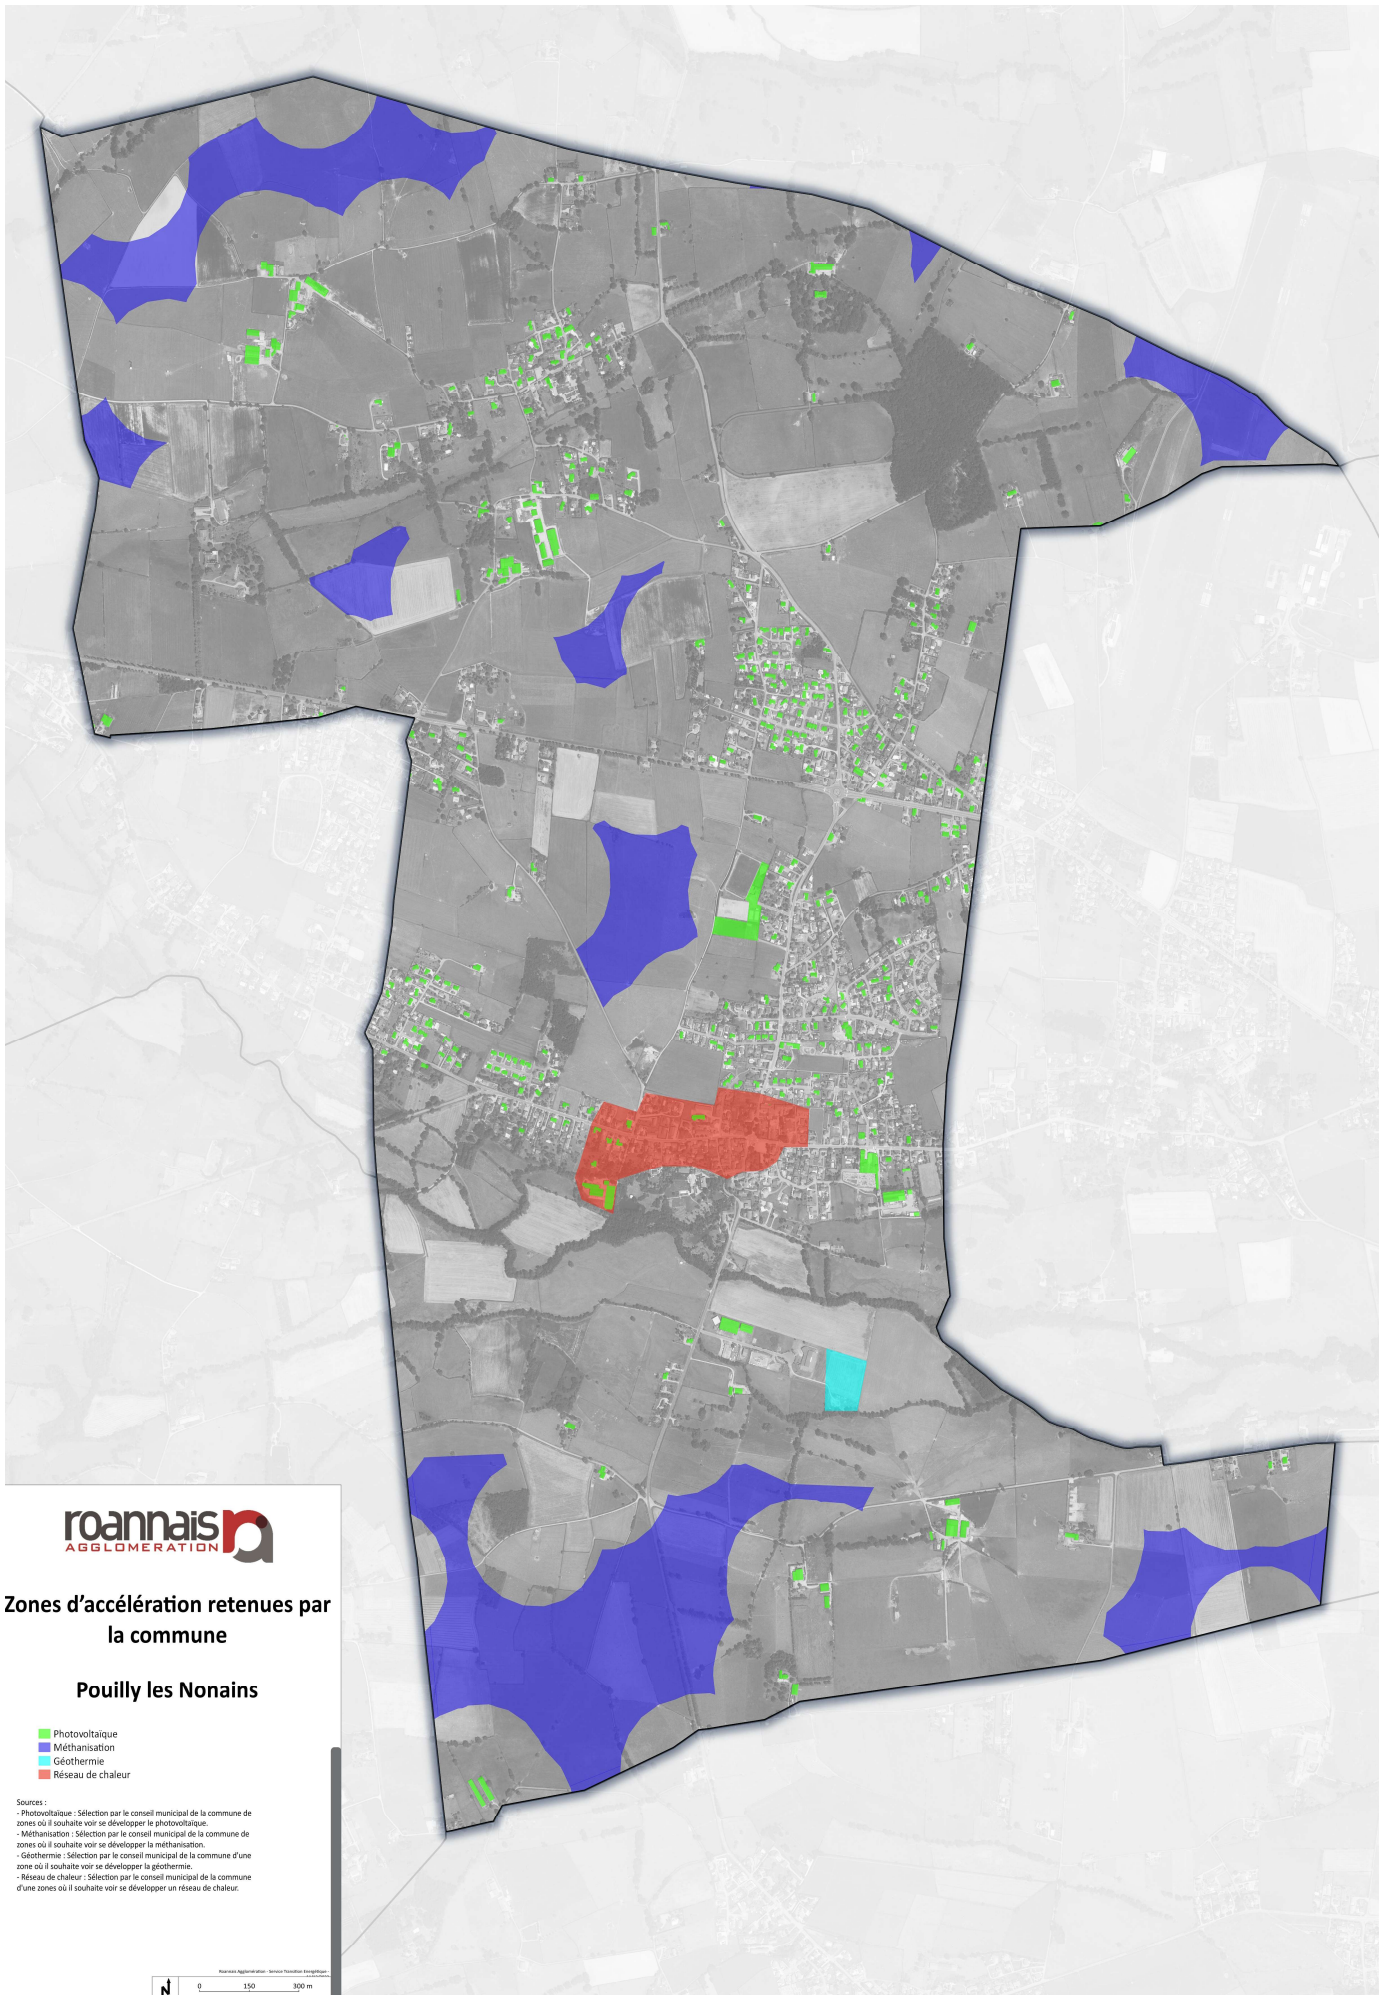 roannais
AGGLOMERATION
Zones d'accélération retenues par
la commune
Pouilly les Nonains
Photovoltaïque
Méthanisation
Géothermie
Réseau de chaleur
Sources :
- Photovoltaïque : Sélection par le conseil municipal de la commune de
zones où il souhaite voir se développer le photovoltaïque.
- Méthanisation : Sélection par le conseil municipal de la commune de
zones où il souhaite voir se développer la méthanisation.
- Géothermie : Sélection par le conseil municipal de la commune d'une
zone où il souhaite voir se développer la géothermie.
- Réseau de chaleur : Sélection par le conseil municipal de la commune
d'une zones où il souhaite voir se développer un réseau de chaleur.
Roannais Agglomération - Service Transition Energétique -
N 0 150 300 m